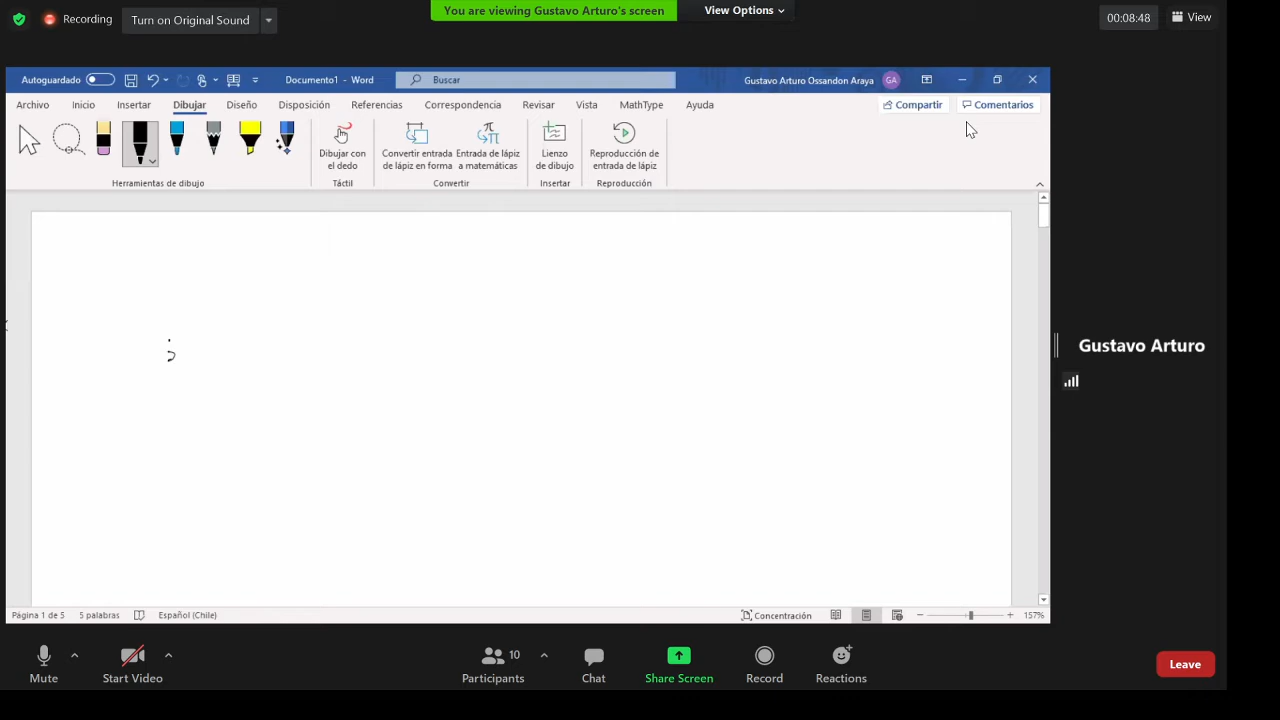 Recording
Turn on Original Sound
You are viewing Gustavo Arturo's screen
View Options
00:08:48
View
Autoguardado
Documento1 - Word
Buscar
Gustavo Arturo Ossandon Araya
GA
Archivo
Inicio
Insertar
Dibujar
Diseño
Disposición
Referencias
Correspondencia
Revisar
Vista
MathType
Ayuda
Compartir
Comentarios
Dibujar con
el dedo
Convertir entrada
de lápiz en forma
Entrada de lápiz
a matemáticas
Lienzo
de dibujo
Reproducción de
entrada de lápiz
Herramientas de dibujo
Táctil
Convertir
Insertar
Reproducción
Gustavo Arturo
Página 1 de 5
5 palabras
Español (Chile)
Concentración
157%
Mute
Start Video
10
Participants
Chat
Share Screen
Record
Reactions
Leave